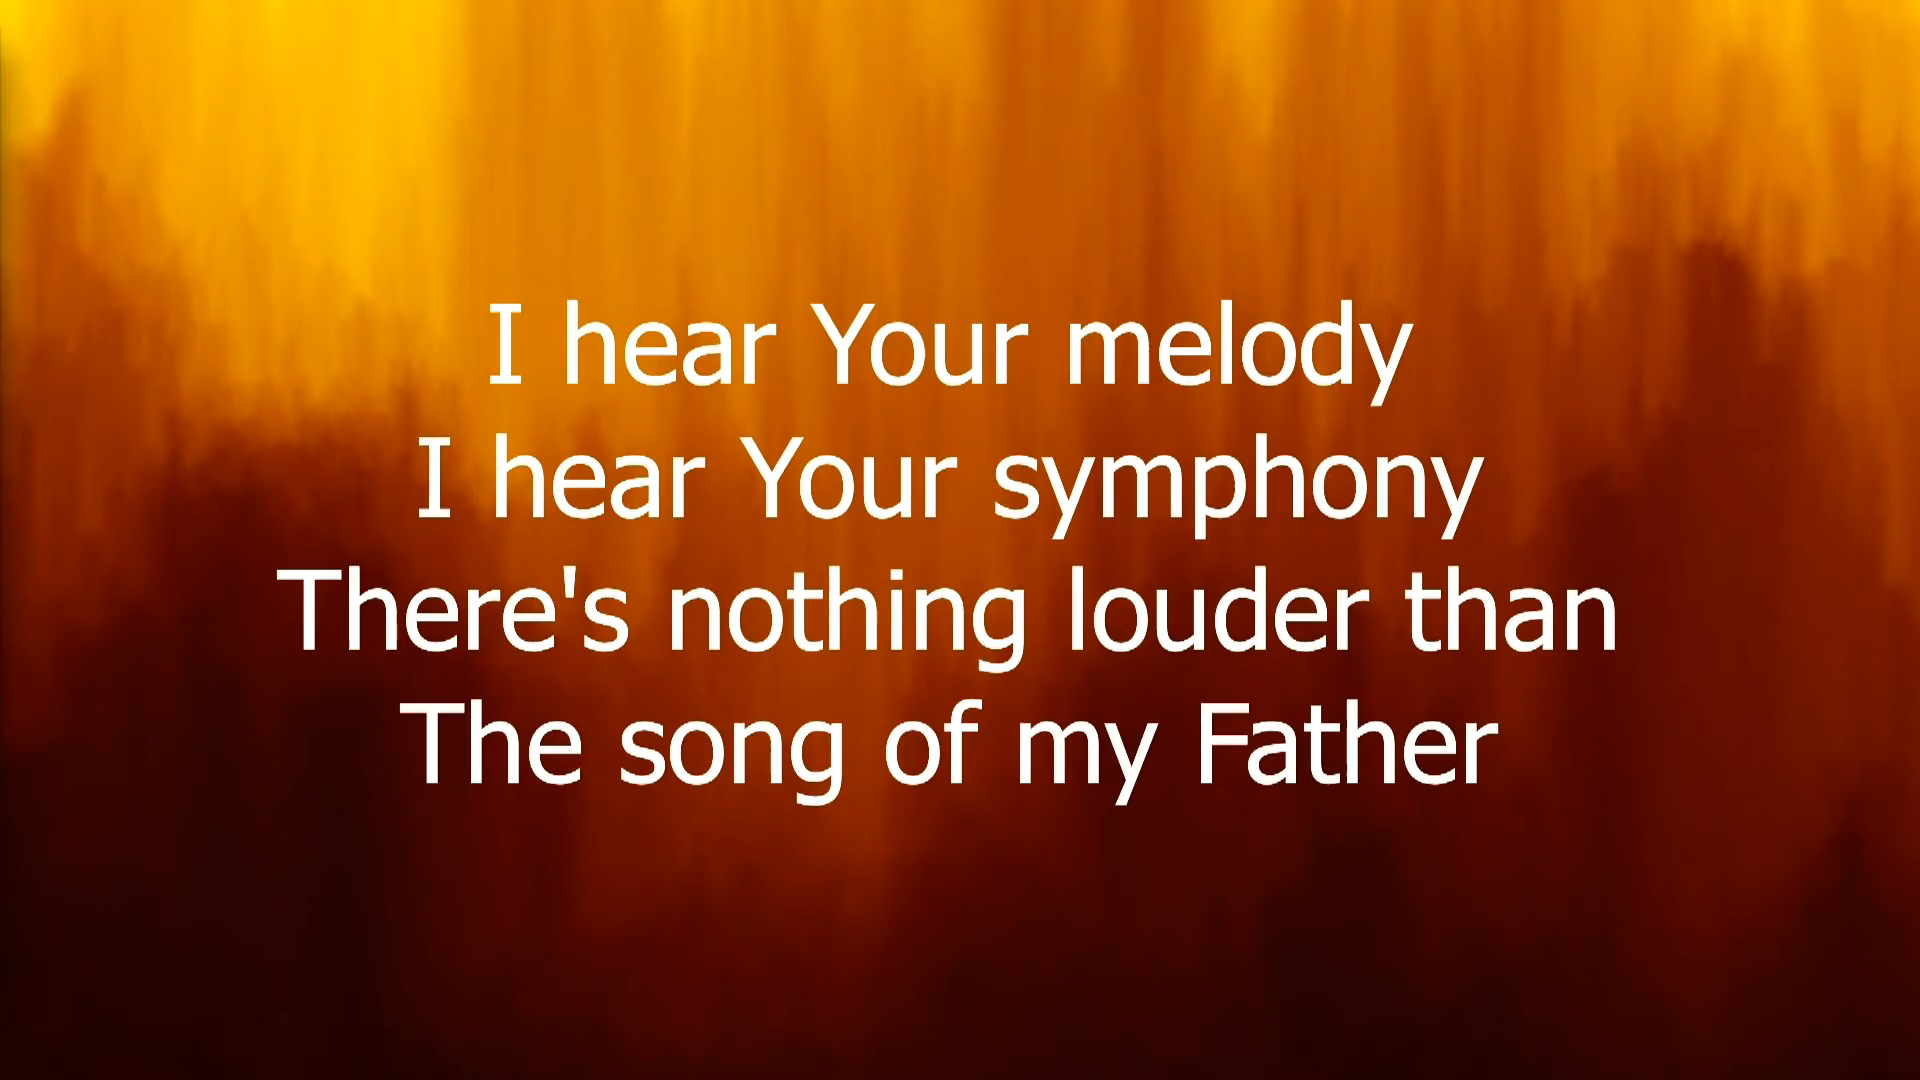 I hear Your melody
I hear Your symphony
There's nothing louder than
The song of my Father